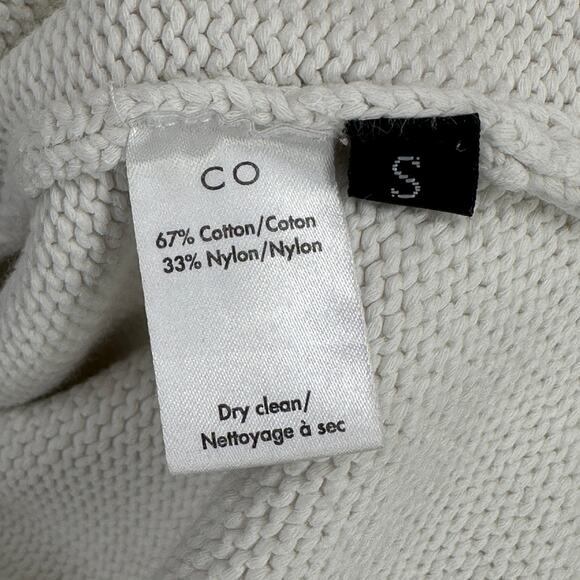 CO
S
67% Cotton/Coton
33% Nylon/Nylon
Dry clean/
Nettoyage à sec